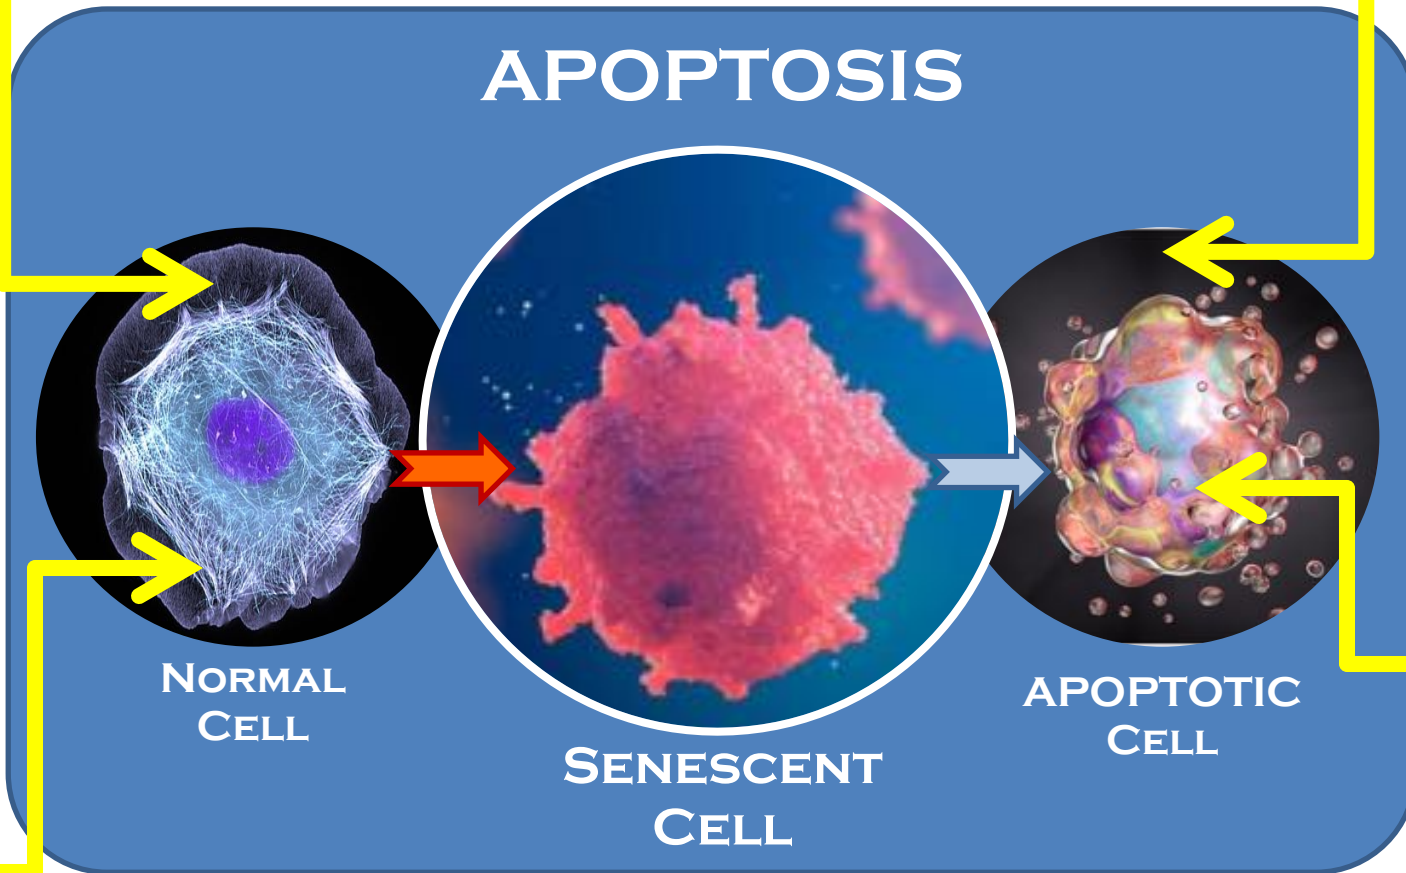 APOPTOSIS
NORMAL
CELL
SENESCENT
CELL
APOPTOTIC
CELL